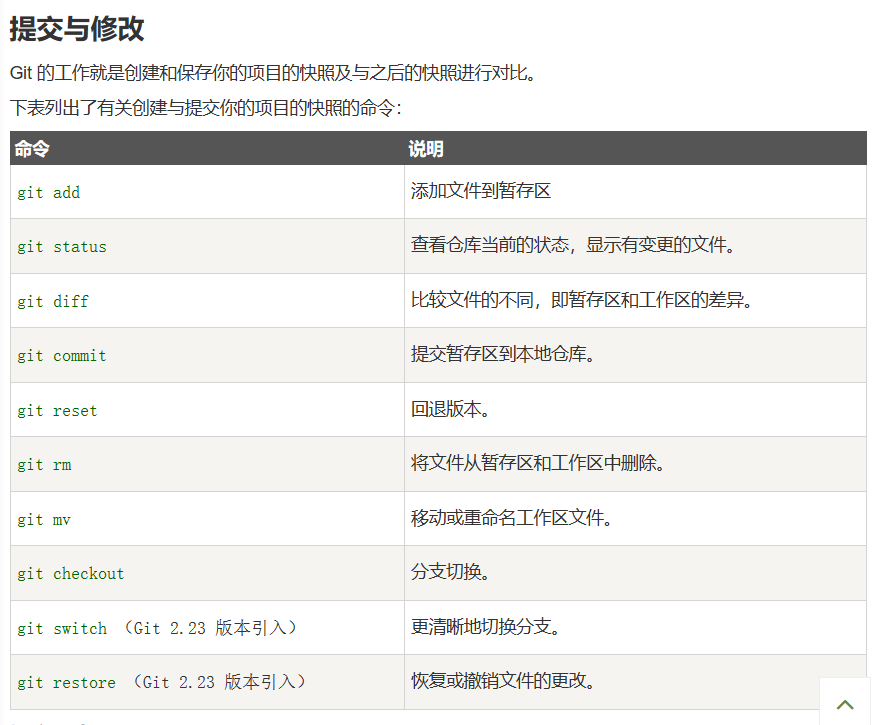 提交与修改
Git 的工作就是创建和保存你的项目的快照及与之后的快照进行对比。
下表列出了有关创建与提交你的项目的快照的命令：
命令 说明
git add 添加文件到暂存区
git status 查看仓库当前的状态，显示有变更的文件。
git diff 比较文件的不同，即暂存区和工作区的差异。
git commit 提交暂存区到本地仓库。
git reset 回退版本。
git rm 将文件从暂存区和工作区中删除。
git mv 移动或重命名工作区文件。
git checkout 分支切换。
git switch （Git 2.23 版本引入） 更清晰地切换分支。
git restore （Git 2.23 版本引入） 恢复或撤销文件的更改。